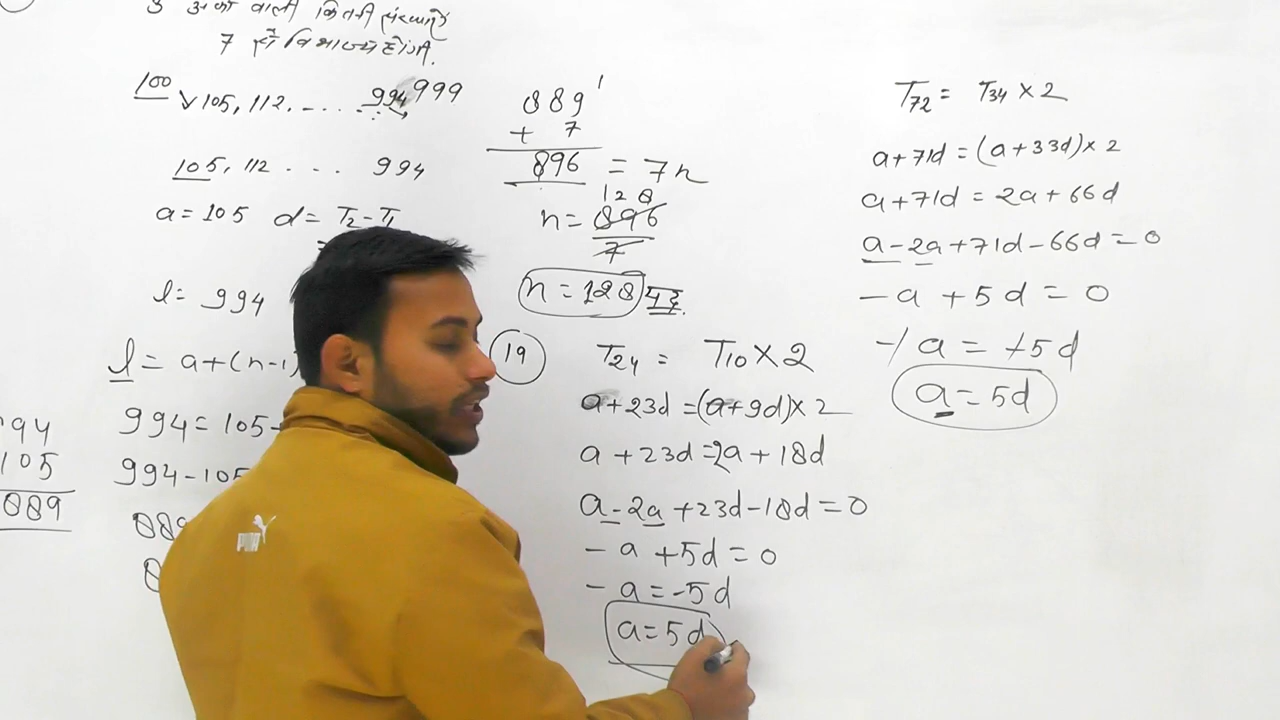 3 अंको वाली कितनी संख्याएँ
7 से विभाज्य होंगी.
100
105, 112, - ... 994 999
105, 112 ... 994
a = 105 d = T2 - T1
l = 994
l = a + (n-1)
994 = 105
994 - 105
889
994
105
889
889 1
+ 7
896 = 7n
128
n = 896
7
n = 128
19
T24 = T10 × 2
a + 23d = (a + 9d) × 2
a + 23d = 2a + 18d
a - 2a + 23d - 18d = 0
- a + 5d = 0
- a = -5d
a = 5d
T72 = T34 × 2
a + 71d = (a + 33d) × 2
a + 71d = 2a + 66d
a - 2a + 71d - 66d = 0
- a + 5d = 0
- a = -5d
a = 5d